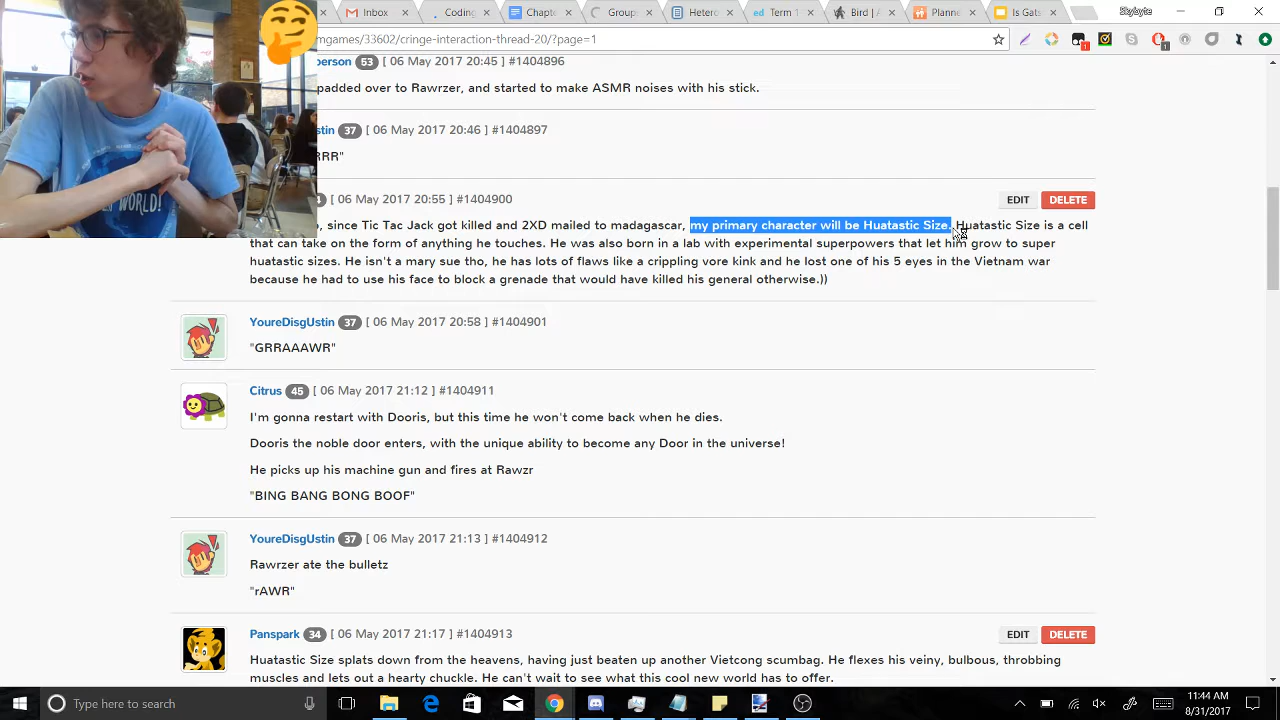 Inbox
Coding
Chapte
Group
Hetero
Term 1
Bird | A
Planne
Is Gats
Skybyte
mgames/33602/cringe-interaction-thread-20/?page=1
person 53 [ 06 May 2017 20:45 ] #1404896
padded over to Rawrzer, and started to make ASMR noises with his stick.
stin 37 [ 06 May 2017 20:46 ] #1404897
RRR"
[ 06 May 2017 20:55 ] #1404900
EDIT DELETE
, since Tic Tac Jack got killed and 2XD mailed to madagascar, my primary character will be Huatastic Size. Huatastic Size is a cell
that can take on the form of anything he touches. He was also born in a lab with experimental superpowers that let him grow to super
huatastic sizes. He isn't a mary sue tho, he has lots of flaws like a crippling vore kink and he lost one of his 5 eyes in the Vietnam war
because he had to use his face to block a grenade that would have killed his general otherwise.))
YoureDisgUstin 37 [ 06 May 2017 20:58 ] #1404901
"GRRAAAWR"
Citrus 45 [ 06 May 2017 21:12 ] #1404911
I'm gonna restart with Dooris, but this time he won't come back when he dies.
Dooris the noble door enters, with the unique ability to become any Door in the universe!
He picks up his machine gun and fires at Rawzr
"BING BANG BONG BOOF"
YoureDisgUstin 37 [ 06 May 2017 21:13 ] #1404912
Rawrzer ate the bulletz
"rAWR"
Panspark 34 [ 06 May 2017 21:17 ] #1404913
EDIT DELETE
Huatastic Size splats down from the heavens, having just beaten up another Vietcong scumbag. He flexes his veiny, bulbous, throbbing
muscles and lets out a hearty chuckle. He can't wait to see what this cool new world has to offer.
Type here to search
11:44 AM
8/31/2017
WORLD!